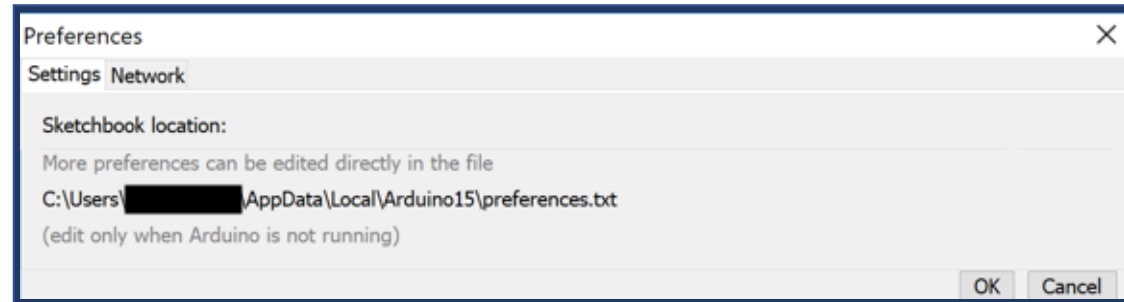 Preferences
Settings Network
Sketchbook location:
More preferences can be edited directly in the file
C:\Users\ \AppData\Local\Arduino15\preferences.txt
(edit only when Arduino is not running)
OK Cancel